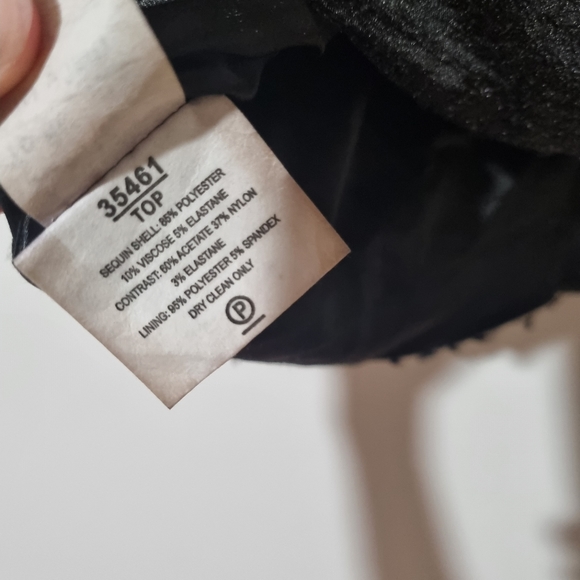 35461
TOP
SEQUIN SHELL: 85% POLYESTER
10% VISCOSE 5% ELASTANE
CONTRAST: 60% ACETATE 37% NYLON
3% ELASTANE
LINING: 95% POLYESTER 5% SPANDEX
DRY CLEAN ONLY
P